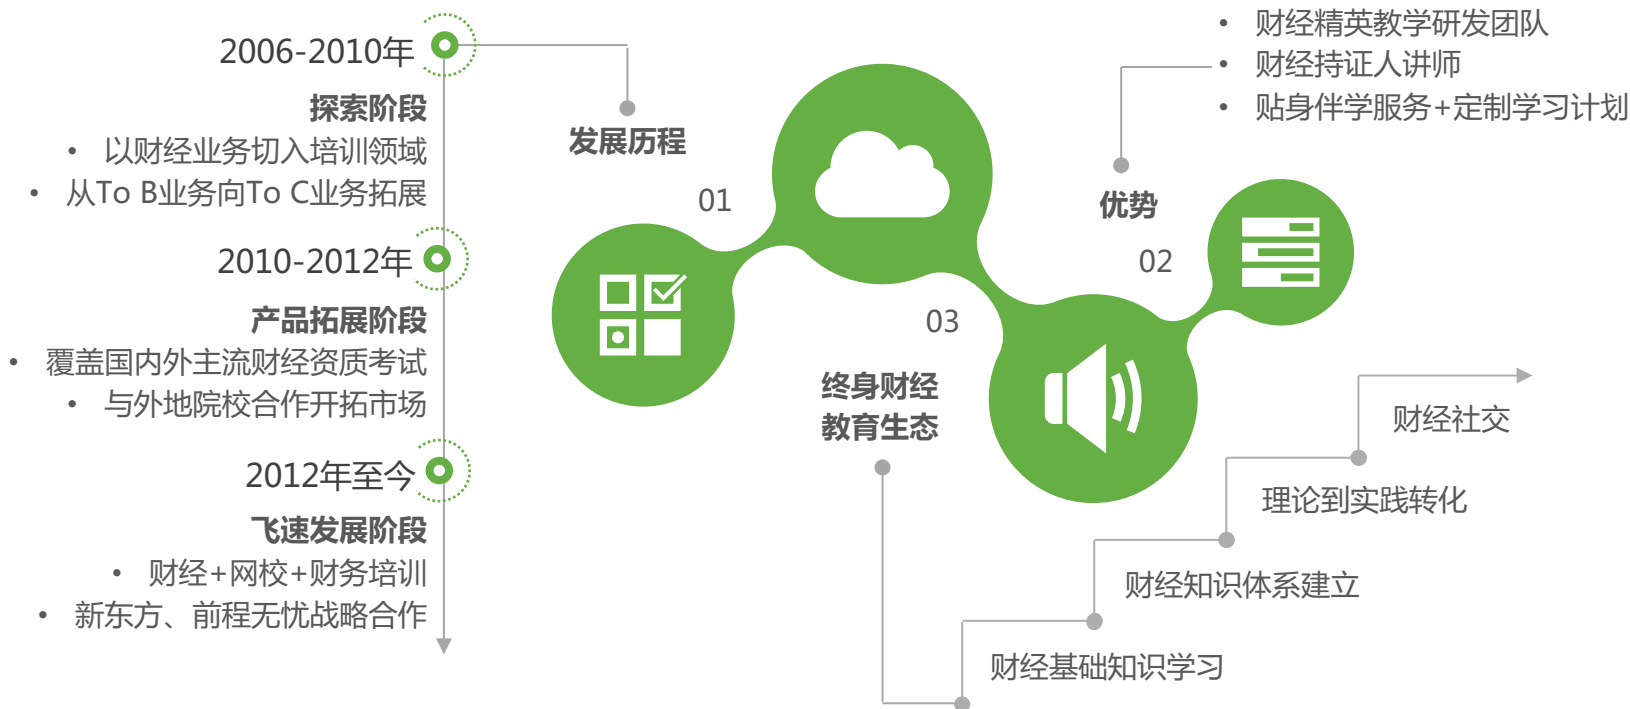 2006-2010年
探索阶段
• 以财经业务切入培训领域
• 从To B业务向To C业务拓展
2010-2012年
产品拓展阶段
• 覆盖国内外主流财经资质考试
• 与外地院校合作开拓市场
2012年至今
飞速发展阶段
• 财经+网校+财务培训
• 新东方、前程无忧战略合作
发展历程
01
• 财经精英教学研发团队
• 财经持证人讲师
• 贴身伴学服务+定制学习计划
优势
02
03
终身财经
教育生态
财经社交
理论到实践转化
财经知识体系建立
财经基础知识学习